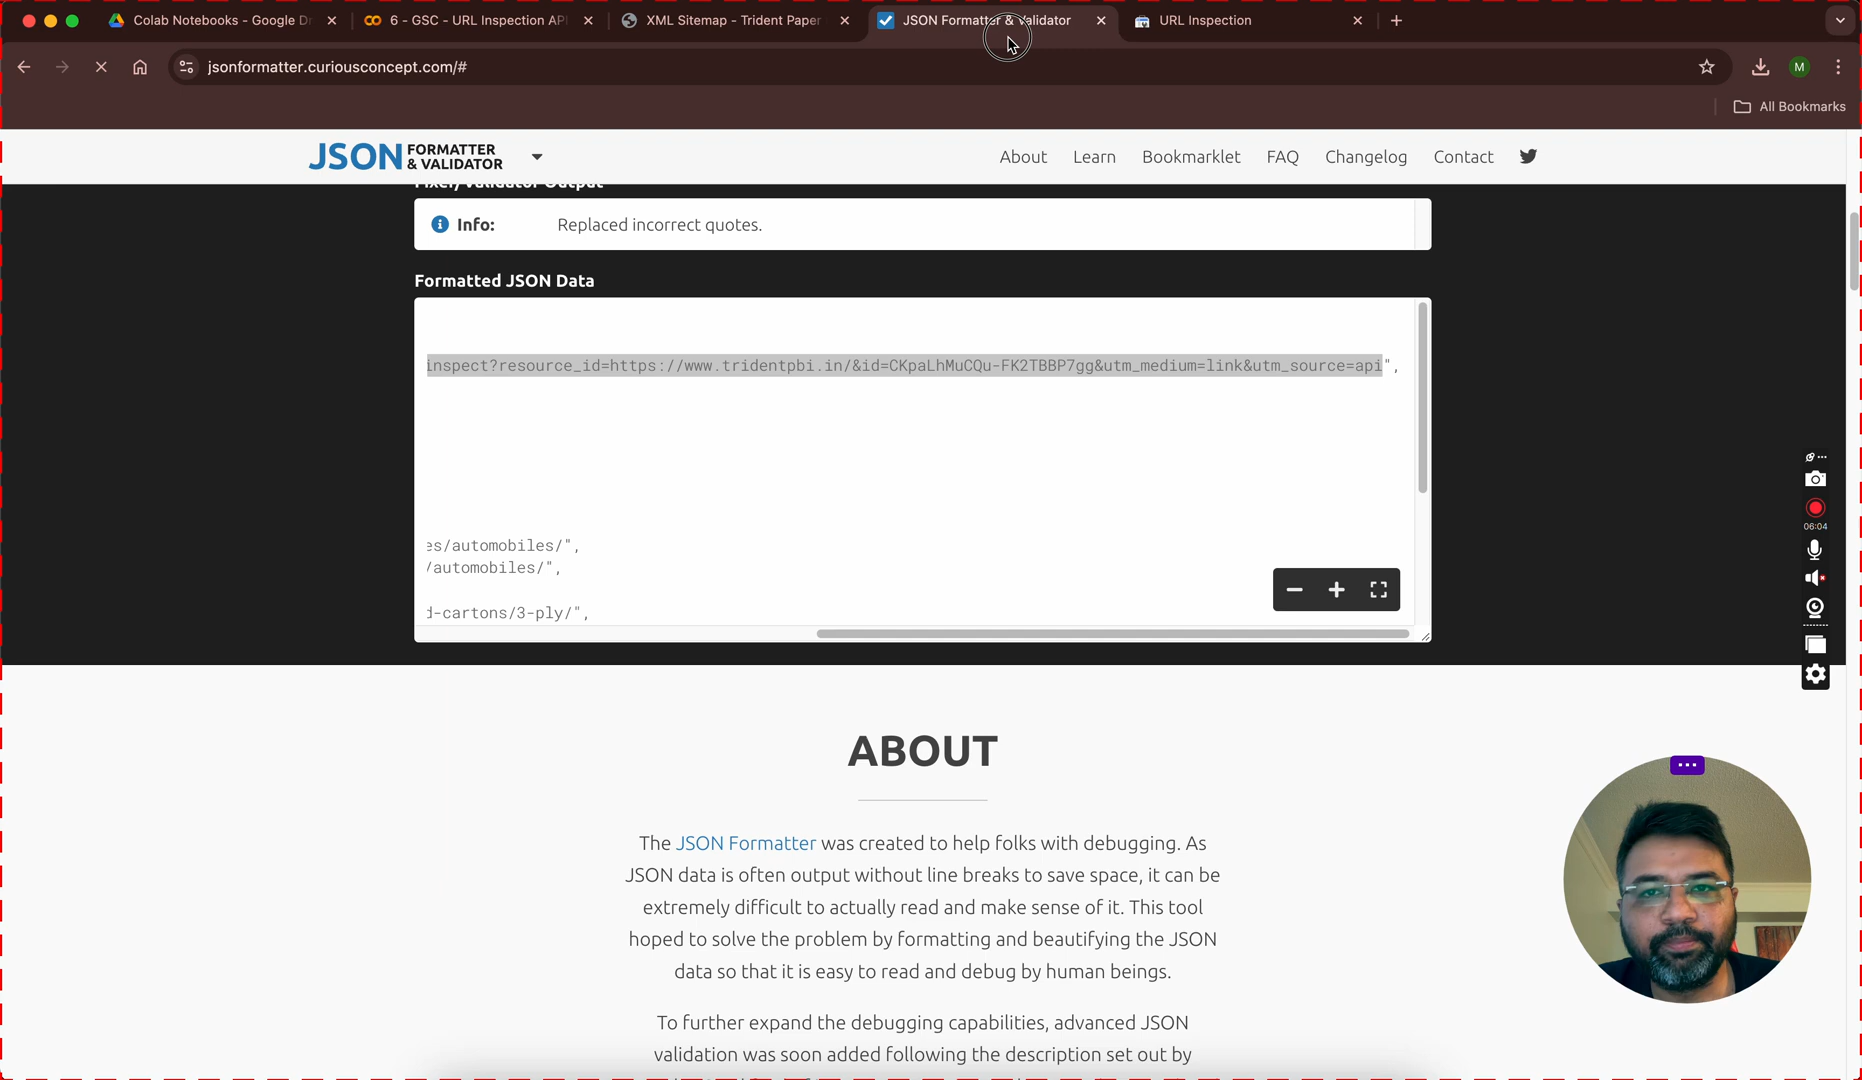 Colab Notebooks - Google Dr
6 - GSC - URL Inspection API
XML Sitemap - Trident Paper
JSON Formatter & Validator
URL Inspection
jsonformatter.curiousconcept.com/#
M
All Bookmarks
JSON FORMATTER & VALIDATOR
About
Learn
Bookmarklet
FAQ
Changelog
Contact
Fixer/Validator Output
Info:
Replaced incorrect quotes.
Formatted JSON Data
inspect?resource_id=https://www.tridentpbi.in/&id=CKpaLhMuCQu-FK2TBBP7gg&utm_medium=link&utm_source=api",
es/automobiles/",
/automobiles/",
d-cartons/3-ply/",
06:04
ABOUT
The JSON Formatter was created to help folks with debugging. As
JSON data is often output without line breaks to save space, it can be
extremely difficult to actually read and make sense of it. This tool
hoped to solve the problem by formatting and beautifying the JSON
data so that it is easy to read and debug by human beings.
To further expand the debugging capabilities, advanced JSON
validation was soon added following the description set out by